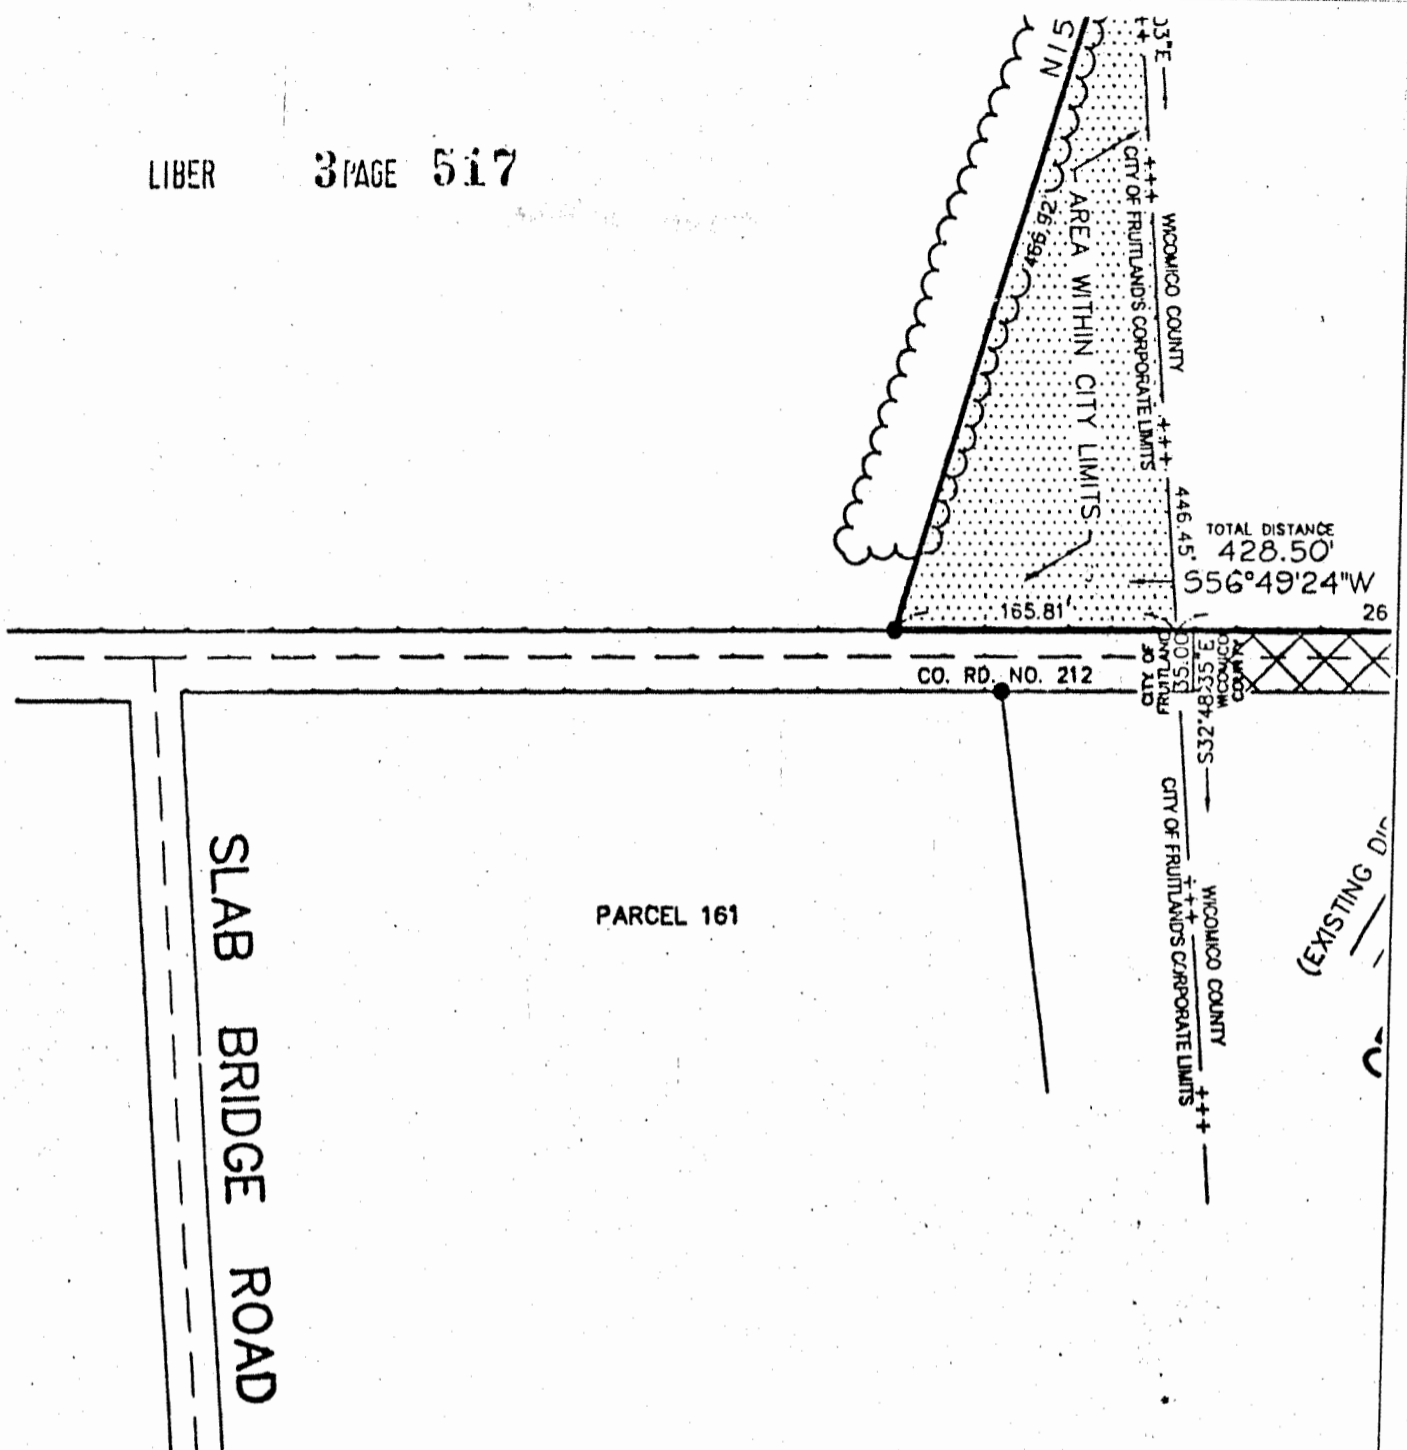 LIBER 3 PAGE 517
N15
03"E
466.92'
AREA WITHIN CITY LIMITS
CITY OF FRUITLAND'S CORPORATE LIMITS
WICOMICO COUNTY
446.45'
TOTAL DISTANCE
428.50'
S56°49'24"W
165.81'
26
CO. RD. NO. 212
CITY OF
FRUITLAND
WICOMICO
COUNTY
S32°48'35"E
CITY OF FRUITLAND'S CORPORATE LIMITS
WICOMICO COUNTY
(EXISTING
PARCEL 161
SLAB BRIDGE ROAD